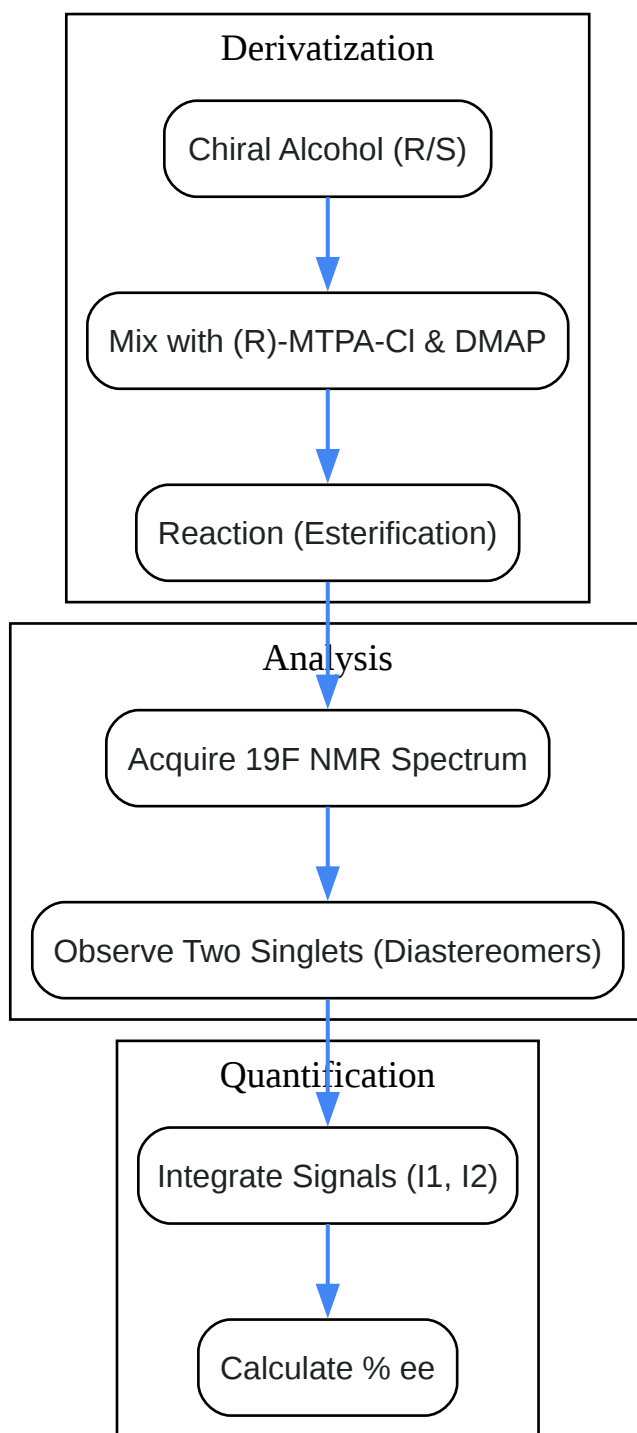 Derivatization
Chiral Alcohol (R/S)
Mix with (R)-MTPA-Cl & DMAP
Reaction (Esterification)
Analysis
Acquire 19F NMR Spectrum
Observe Two Singlets (Diastereomers)
Quantification
Integrate Signals (I1, I2)
Calculate % ee